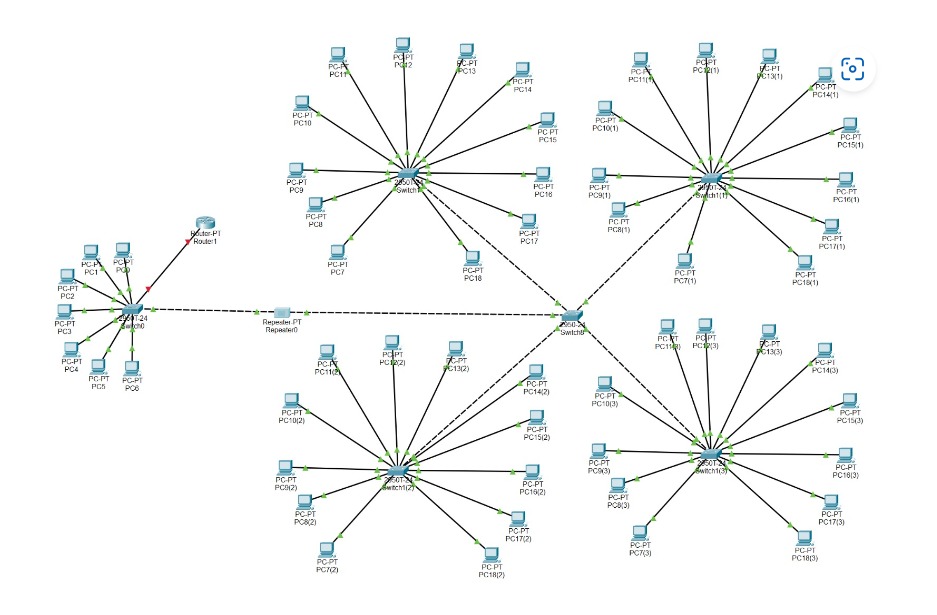 PC-PT
PC11
PC-PT
PC12
PC-PT
PC13
PC-PT
PC14
PC-PT
PC10
PC-PT
PC15
PC-PT
PC9
2950T-24
Switch1
PC-PT
PC16
PC-PT
PC8
PC-PT
PC17
PC-PT
PC7
PC-PT
PC18
PC-PT
PC11(1)
PC-PT
PC12(1)
PC-PT
PC13(1)
PC-PT
PC14(1)
PC-PT
PC10(1)
PC-PT
PC15(1)
PC-PT
PC9(1)
2950T-24
Switch1(1)
PC-PT
PC16(1)
PC-PT
PC8(1)
PC-PT
PC17(1)
PC-PT
PC7(1)
PC-PT
PC18(1)
Router-PT
Router1
PC-PT
PC1
PC-PT
PC0
PC-PT
PC2
PC-PT
PC3
2950T-24
Switch0
PC-PT
PC4
PC-PT
PC5
PC-PT
PC6
Repeater-PT
Repeater0
2950-24
PC-PT
PC11(2)
PC-PT
PC12(2)
PC-PT
PC13(2)
PC-PT
PC14(2)
PC-PT
PC10(2)
PC-PT
PC15(2)
PC-PT
PC9(2)
2950T-24
Switch1(2)
PC-PT
PC16(2)
PC-PT
PC8(2)
PC-PT
PC17(2)
PC-PT
PC7(2)
PC-PT
PC18(2)
PC-PT
PC11(3)
PC-PT
PC12(3)
PC-PT
PC13(3)
PC-PT
PC14(3)
PC-PT
PC10(3)
PC-PT
PC15(3)
PC-PT
PC9(3)
2950T-24
Switch1(3)
PC-PT
PC16(3)
PC-PT
PC8(3)
PC-PT
PC17(3)
PC-PT
PC7(3)
PC-PT
PC18(3)